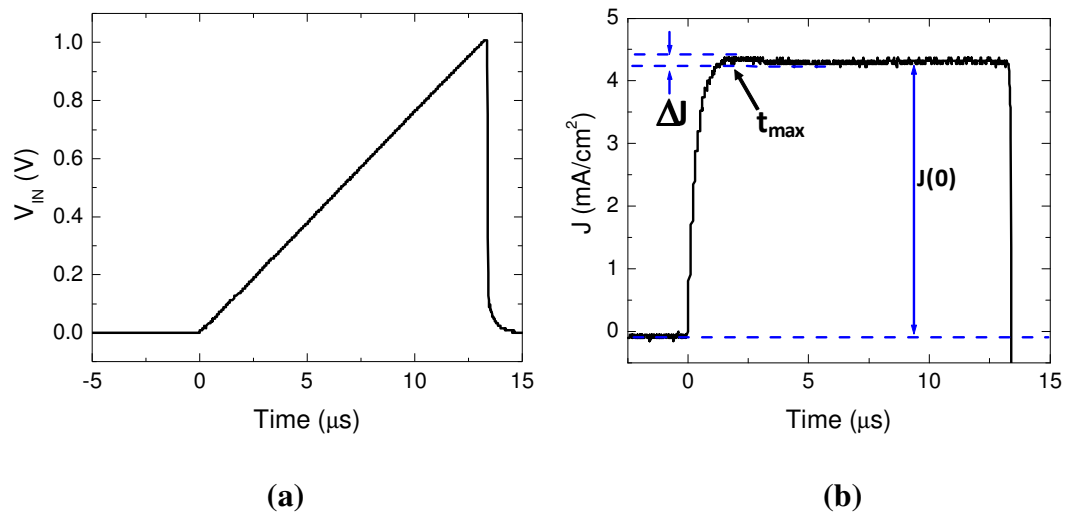 1.0
0.8
0.6
0.4
0.2
0.0
V_IN (V)
-5 0 5 10 15
Time (μs)
(a)
5
4
3
2
1
0
J (mA/cm²)
ΔJ
t_max
J(0)
0 5 10 15
Time (μs)
(b)